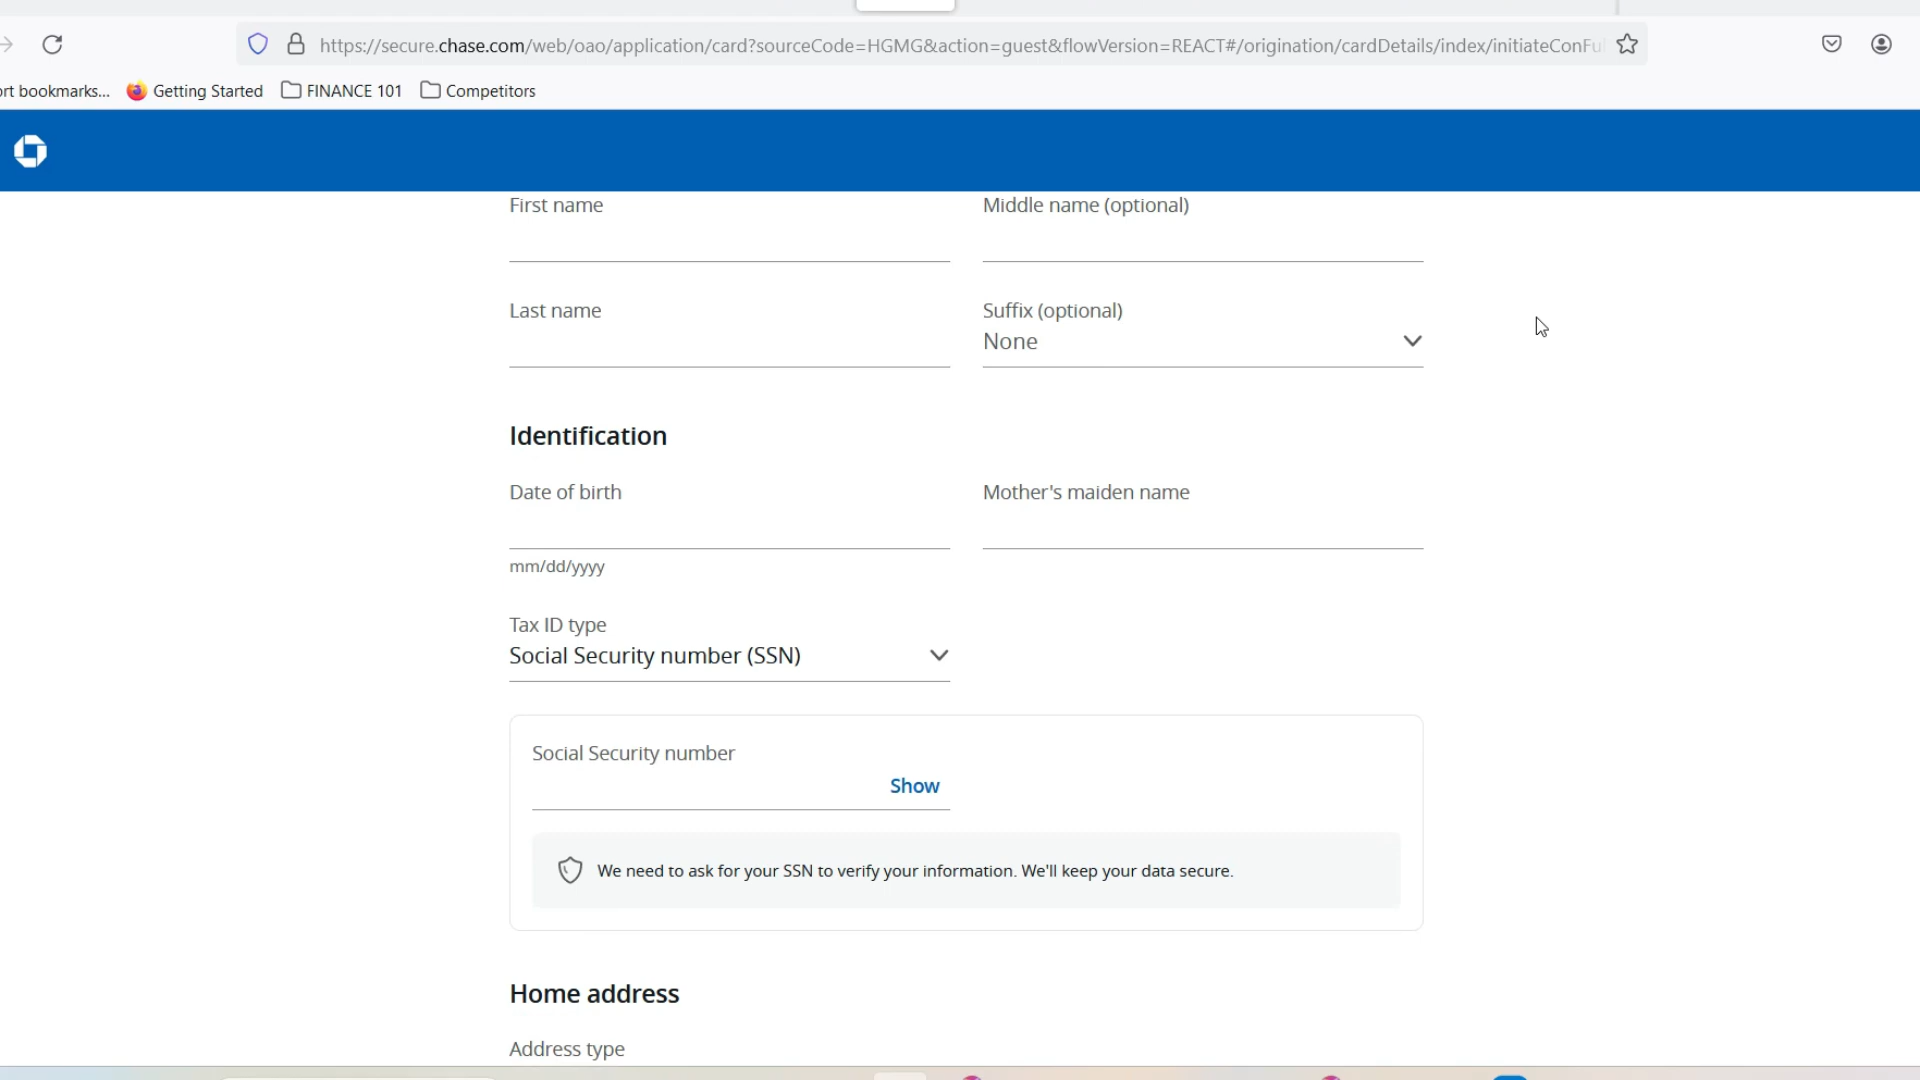 https://secure.chase.com/web/oao/application/card?sourceCode=HGMG&action=guest&flowVersion=REACT#/origination/cardDetails/index/initiateConFu
rt bookmarks... Getting Started FINANCE 101 Competitors
First name Middle name (optional)
Last name Suffix (optional)
None
Identification
Date of birth Mother's maiden name
mm/dd/yyyy
Tax ID type
Social Security number (SSN)
Social Security number
Show
We need to ask for your SSN to verify your information. We'll keep your data secure.
Home address
Address type